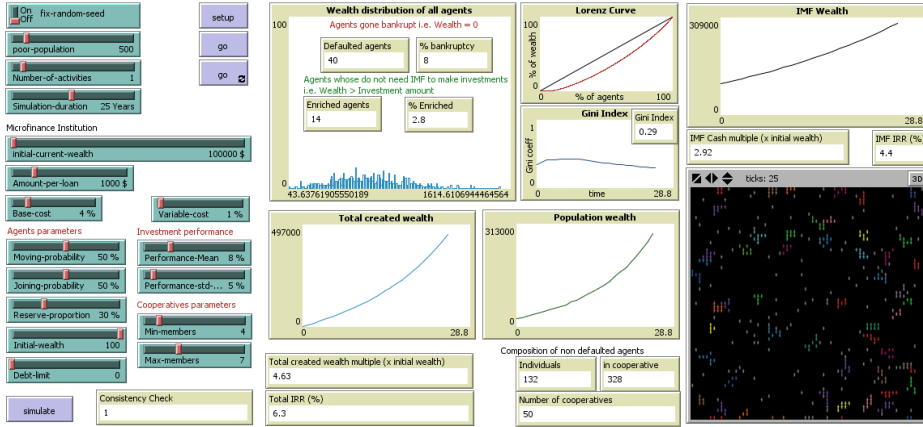 On
Off
fix-random-seed
poor-population 500
Number-of-activities 1
Simulation-duration 25 Years
setup
go
go
Microfinance Institution
initial-current-wealth 100000 $
Amount-per-loan 1000 $
Base-cost 4 %
Variable-cost 1 %
Agents parameters
Moving-probability 50 %
Joining-probability 50 %
Reserve-proportion 30 %
Initial-wealth 100
Debt-limit 0
Investment performance
Performance-Mean 8 %
Performance-std-... 5 %
Cooperatives parameters
Min-members 4
Max-members 7
simulate
Consistency Check
1
Wealth distribution of all agents
100
Agents gone bankrupt i.e. Wealth = 0
Defaulted agents
40
% bankruptcy
8
Agents whose do not need IMF to make investments
i.e. Wealth > Investment amount
Enriched agents
14
% Enriched
2.8
0
43.637619055550189 1614.6106944464564
Lorenz Curve
100
% of wealth
0
0 % of agents 100
Gini Index
Gini Index
0.29
1
Gini coeff
0
0 time 28.8
IMF Wealth
309000
0
0 28.8
IMF Cash multiple (x initial wealth)
2.92
IMF IRR (%)
4.4
Total created wealth
497000
0
0 28.8
Population wealth
313000
0
0 28.8
Total created wealth multiple (x initial wealth)
4.63
Total IRR (%)
6.3
Composition of non defaulted agents
Individuals
132
in cooperative
328
Number of cooperatives
50
ticks: 25
3D